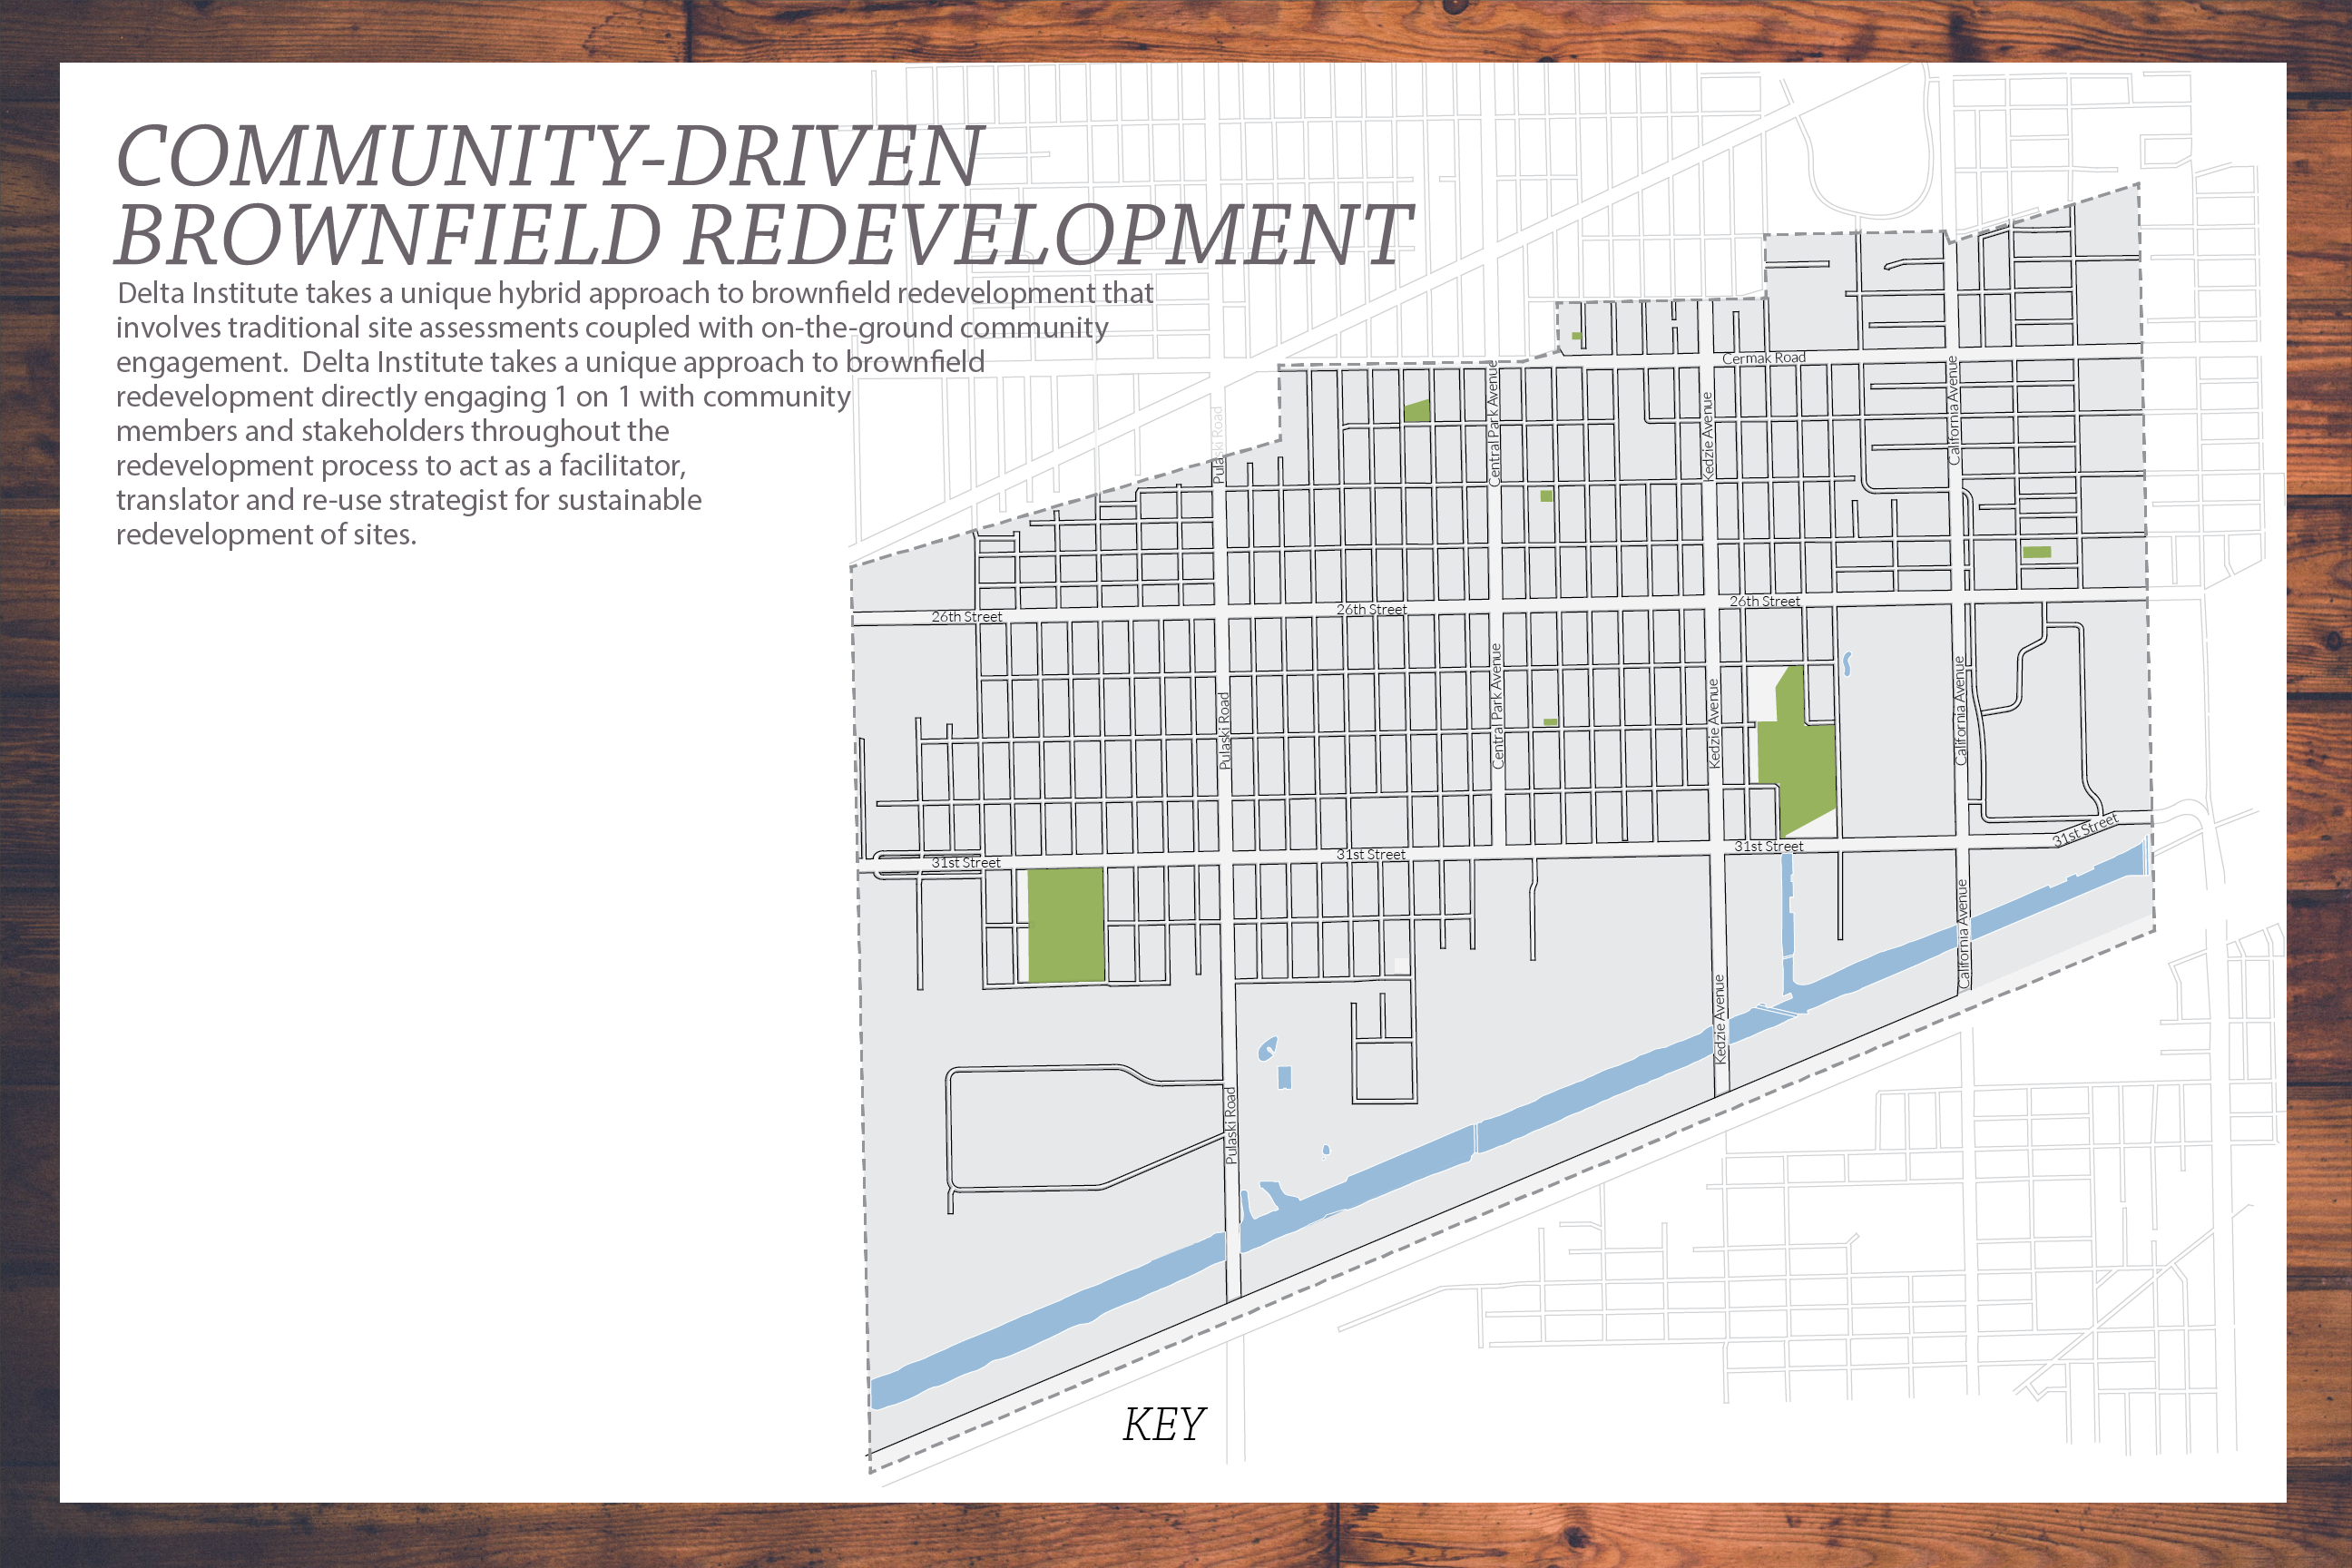 COMMUNITY-DRIVEN
BROWNFIELD REDEVELOPMENT
Delta Institute takes a unique hybrid approach to brownfield redevelopment that
involves traditional site assessments coupled with on-the-ground community
engagement.  Delta Institute takes a unique approach to brownfield
redevelopment directly engaging 1 on 1 with community
members and stakeholders throughout the
redevelopment process to act as a facilitator,
translator and re-use strategist for sustainable
redevelopment of sites.
Cermak Road
Pulaski Road
Central Park Avenue
Kedzie Avenue
California Avenue
26th Street
26th Street
26th Street
Pulaski Road
Central Park Avenue
Kedzie Avenue
California Avenue
31st Street
31st Street
31st Street
31st Street
California Avenue
Kedzie Avenue
Pulaski Road
KEY